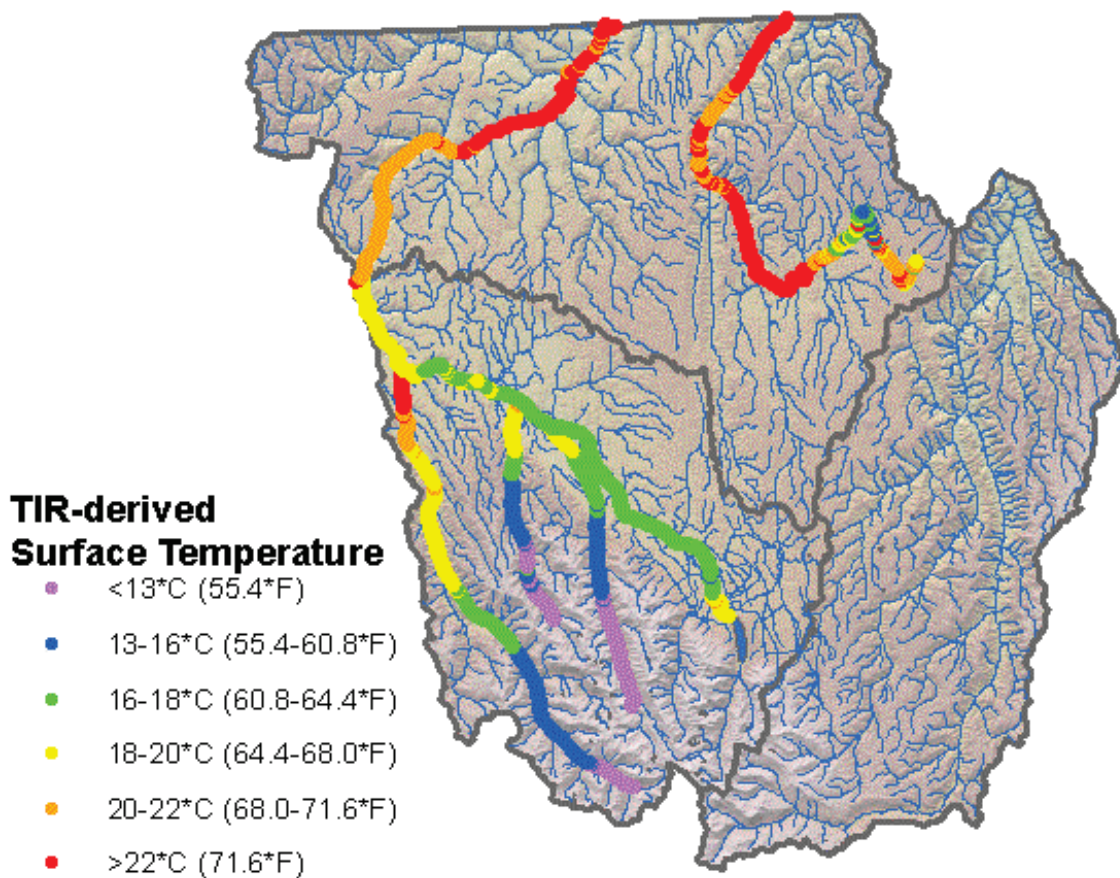 TIR-derived
Surface Temperature
<13*C (55.4*F)
13-16*C (55.4-60.8*F)
16-18*C (60.8-64.4*F)
18-20*C (64.4-68.0*F)
20-22*C (68.0-71.6*F)
>22*C (71.6*F)